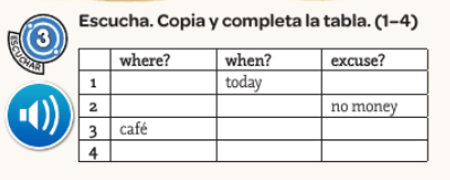 3 Escucha. Copia y completa la tabla. (1–4)
ESCUCHAR
where? when? excuse?
1 today
2 no money
3 café
4